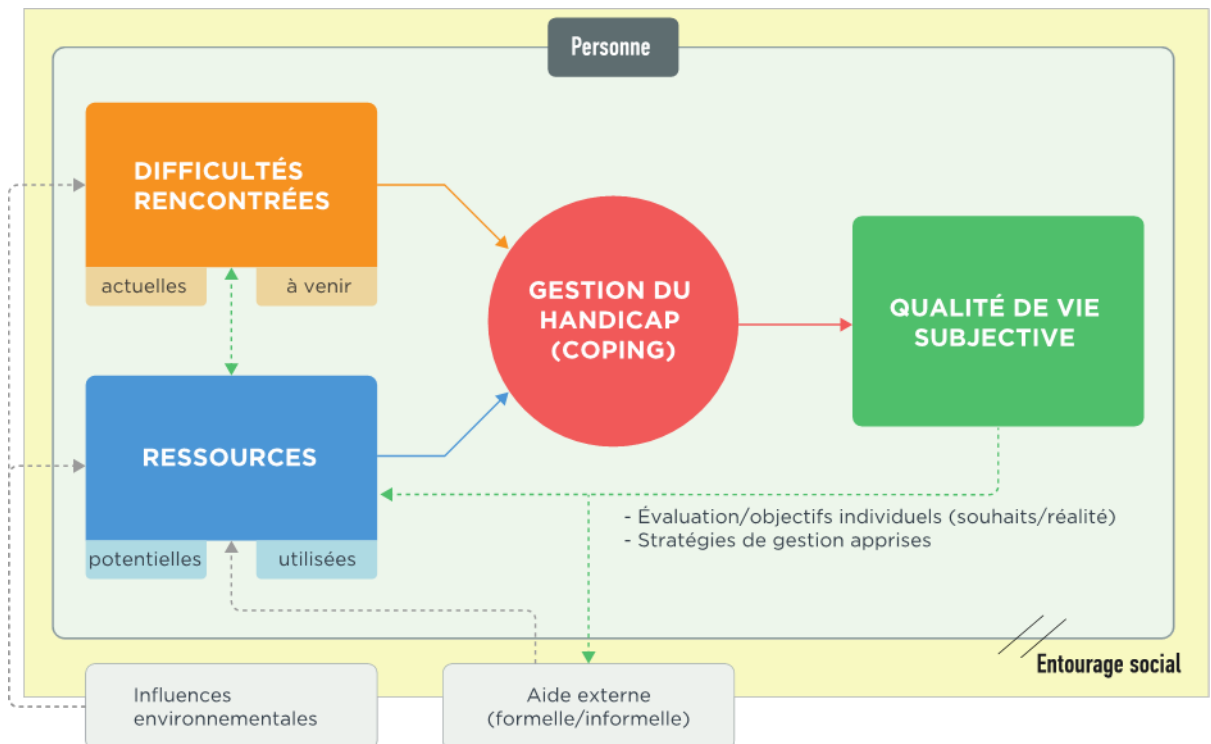 Personne
DIFFICULTÉS
RENCONTRÉES
actuelles
à venir
RESSOURCES
potentielles
utilisées
GESTION DU
HANDICAP
(COPING)
QUALITÉ DE VIE
SUBJECTIVE
- Évaluation/objectifs individuels (souhaits/réalité)
- Stratégies de gestion apprises
Entourage social
Influences
environnementales
Aide externe
(formelle/informelle)